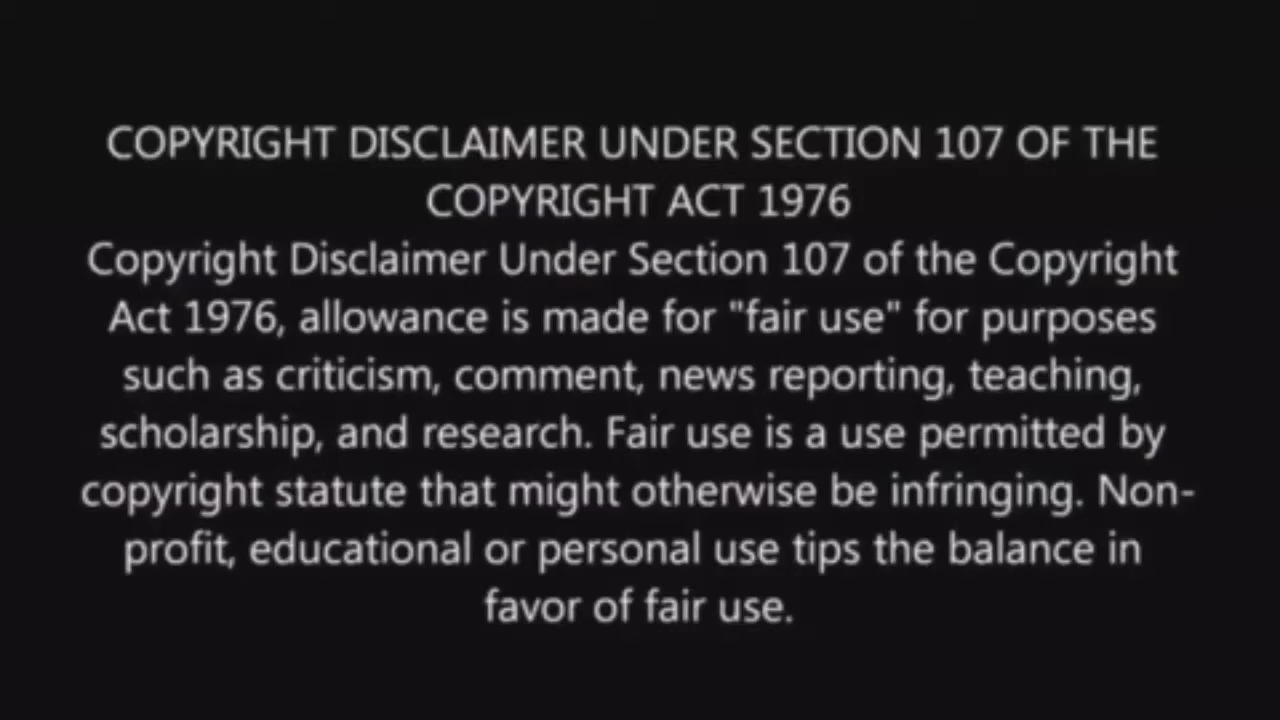 COPYRIGHT DISCLAIMER UNDER SECTION 107 OF THE
COPYRIGHT ACT 1976
Copyright Disclaimer Under Section 107 of the Copyright
Act 1976, allowance is made for "fair use" for purposes
such as criticism, comment, news reporting, teaching,
scholarship, and research. Fair use is a use permitted by
copyright statute that might otherwise be infringing. Non-
profit, educational or personal use tips the balance in
favor of fair use.